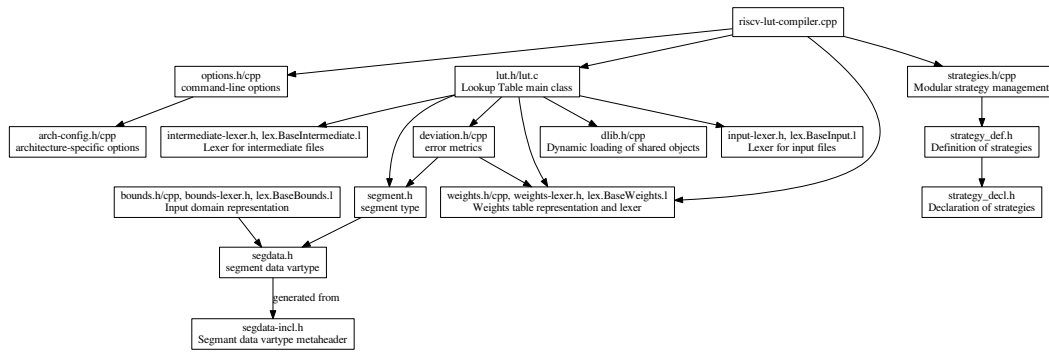 riscv-lut-compiler.cpp
options.h/cpp
command-line options
lut.h/lut.c
Lookup Table main class
strategies.h/cpp
Modular strategy management
arch-config.h/cpp
architecture-specific options
intermediate-lexer.h, lex.BaseIntermediate.l
Lexer for intermediate files
deviation.h/cpp
error metrics
dlib.h/cpp
Dynamic loading of shared objects
input-lexer.h, lex.BaseInput.l
Lexer for input files
strategy_def.h
Definition of strategies
bounds.h/cpp, bounds-lexer.h, lex.BaseBounds.l
Input domain representation
segment.h
segment type
weights.h/cpp, weights-lexer.h, lex.BaseWeights.l
Weights table representation and lexer
strategy_decl.h
Declaration of strategies
segdata.h
segment data vartype
generated from
segdata-incl.h
Segmant data vartype metaheader